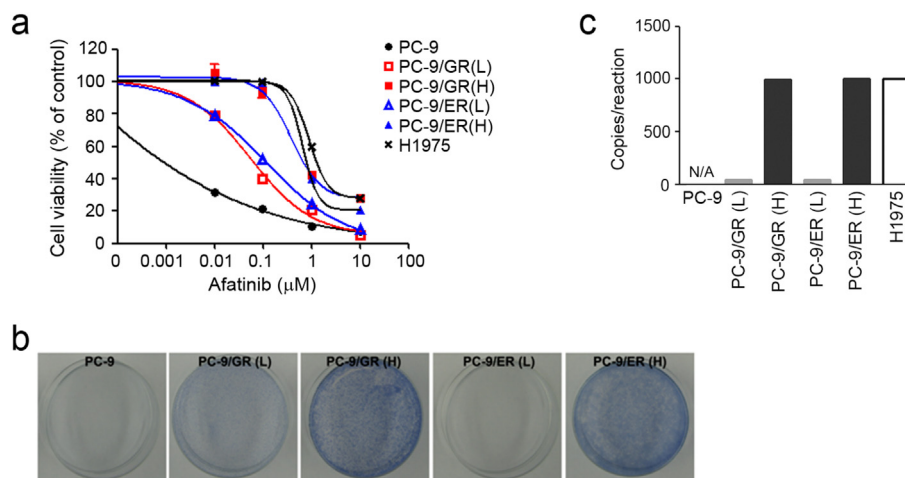 a
Cell viability (% of control)
120
100
80
60
40
20
0
0
0.001
0.01
0.1
1
10
100
Afatinib (μM)
PC-9
PC-9/GR(L)
PC-9/GR(H)
PC-9/ER(L)
PC-9/ER(H)
H1975
c
Copies/reaction
1500
1000
500
0
N/A
PC-9
PC-9/GR (L)
PC-9/GR (H)
PC-9/ER (L)
PC-9/ER (H)
H1975
b
PC-9
PC-9/GR (L)
PC-9/GR (H)
PC-9/ER (L)
PC-9/ER (H)